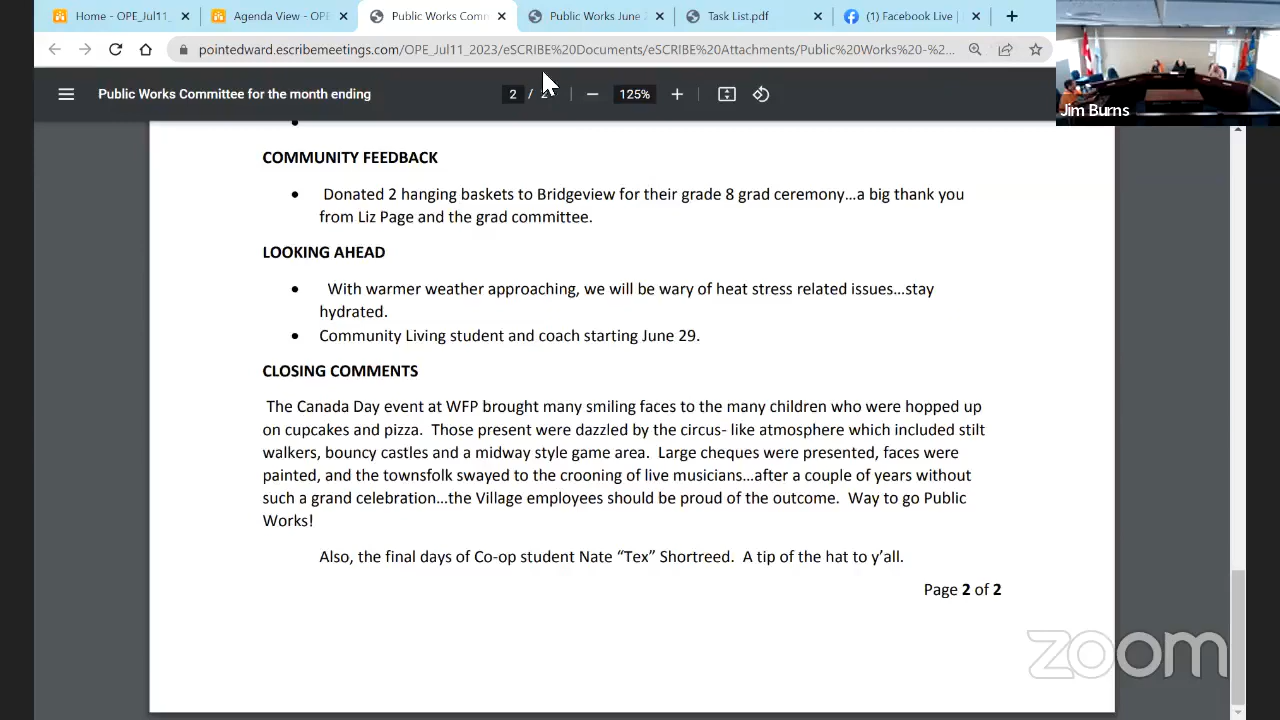 Home - OPE_Jul11_
Agenda View - OPE
Public Works Com
Public Works June 2
Task List.pdf
(1) Facebook Live |
pointedward.escribemeetings.com/OPE_Jul11_2023/eSCRIBE%20Documents/eSCRIBE%20Attachments/Public%20Works%20-%2...
Jim Burns
Public Works Committee for the month ending
2 /
125%
COMMUNITY FEEDBACK
• Donated 2 hanging baskets to Bridgeview for their grade 8 grad ceremony…a big thank you
from Liz Page and the grad committee.
LOOKING AHEAD
• With warmer weather approaching, we will be wary of heat stress related issues…stay
hydrated.
• Community Living student and coach starting June 29.
CLOSING COMMENTS
The Canada Day event at WFP brought many smiling faces to the many children who were hopped up
on cupcakes and pizza. Those present were dazzled by the circus- like atmosphere which included stilt
walkers, bouncy castles and a midway style game area. Large cheques were presented, faces were
painted, and the townsfolk swayed to the crooning of live musicians…after a couple of years without
such a grand celebration…the Village employees should be proud of the outcome. Way to go Public
Works!
Also, the final days of Co-op student Nate “Tex” Shortreed. A tip of the hat to y’all.
Page 2 of 2
zoom